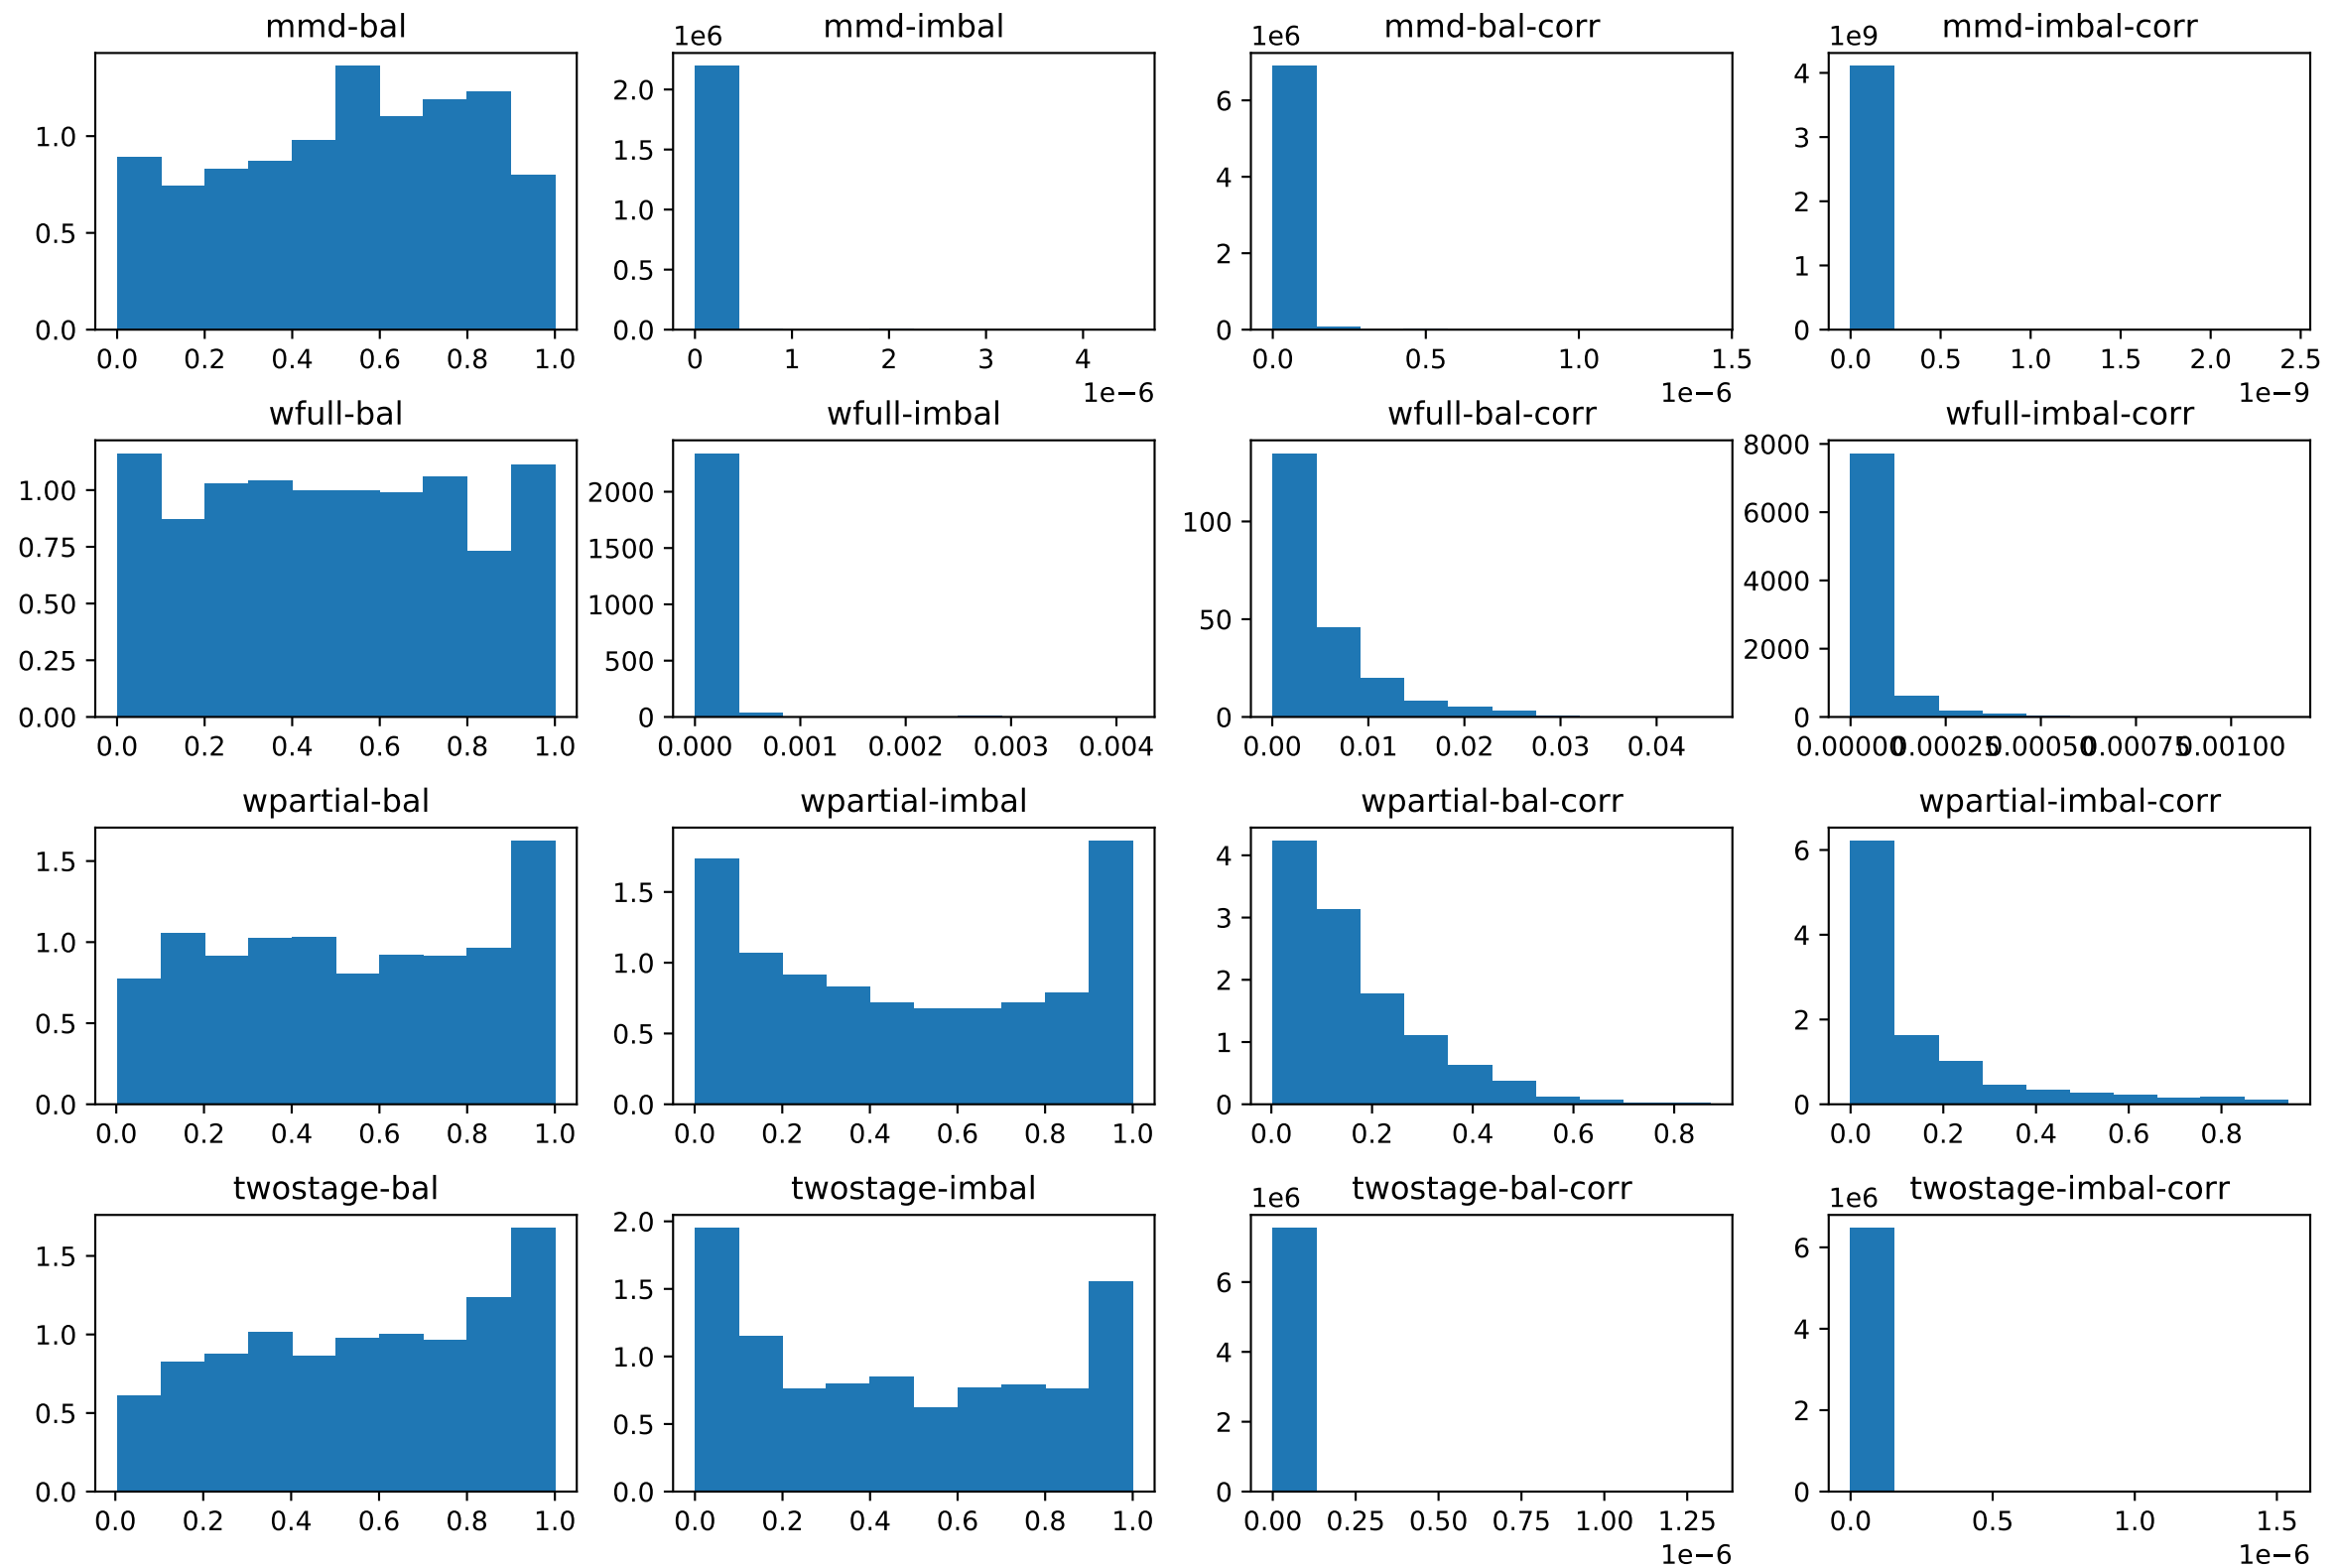 mmd-bal
1.0
0.5
0.0
0.0 0.2 0.4 0.6 0.8 1.0
mmd-imbal
1e6
2.0
1.5
1.0
0.5
0.0
0 1 2 3 4
1e−6
mmd-bal-corr
1e6
6
4
2
0
0.0 0.5 1.0 1.5
1e−6
mmd-imbal-corr
1e9
4
3
2
1
0
0.0 0.5 1.0 1.5 2.0 2.5
1e−9
wfull-bal
1.00
0.75
0.50
0.25
0.00
0.0 0.2 0.4 0.6 0.8 1.0
wfull-imbal
2000
1500
1000
500
0
0.000 0.001 0.002 0.003 0.004
wfull-bal-corr
100
50
0
0.00 0.01 0.02 0.03 0.04
wfull-imbal-corr
8000
6000
4000
2000
0
0.00000 0.00025 0.00050 0.00075 0.00100
wpartial-bal
1.5
1.0
0.5
0.0
0.0 0.2 0.4 0.6 0.8 1.0
wpartial-imbal
1.5
1.0
0.5
0.0
0.0 0.2 0.4 0.6 0.8 1.0
wpartial-bal-corr
4
3
2
1
0
0.0 0.2 0.4 0.6 0.8
wpartial-imbal-corr
6
4
2
0
0.0 0.2 0.4 0.6 0.8
twostage-bal
1.5
1.0
0.5
0.0
0.0 0.2 0.4 0.6 0.8 1.0
twostage-imbal
2.0
1.5
1.0
0.5
0.0
0.0 0.2 0.4 0.6 0.8 1.0
twostage-bal-corr
1e6
6
4
2
0
0.00 0.25 0.50 0.75 1.00 1.25
1e−6
twostage-imbal-corr
1e6
6
4
2
0
0.0 0.5 1.0 1.5
1e−6